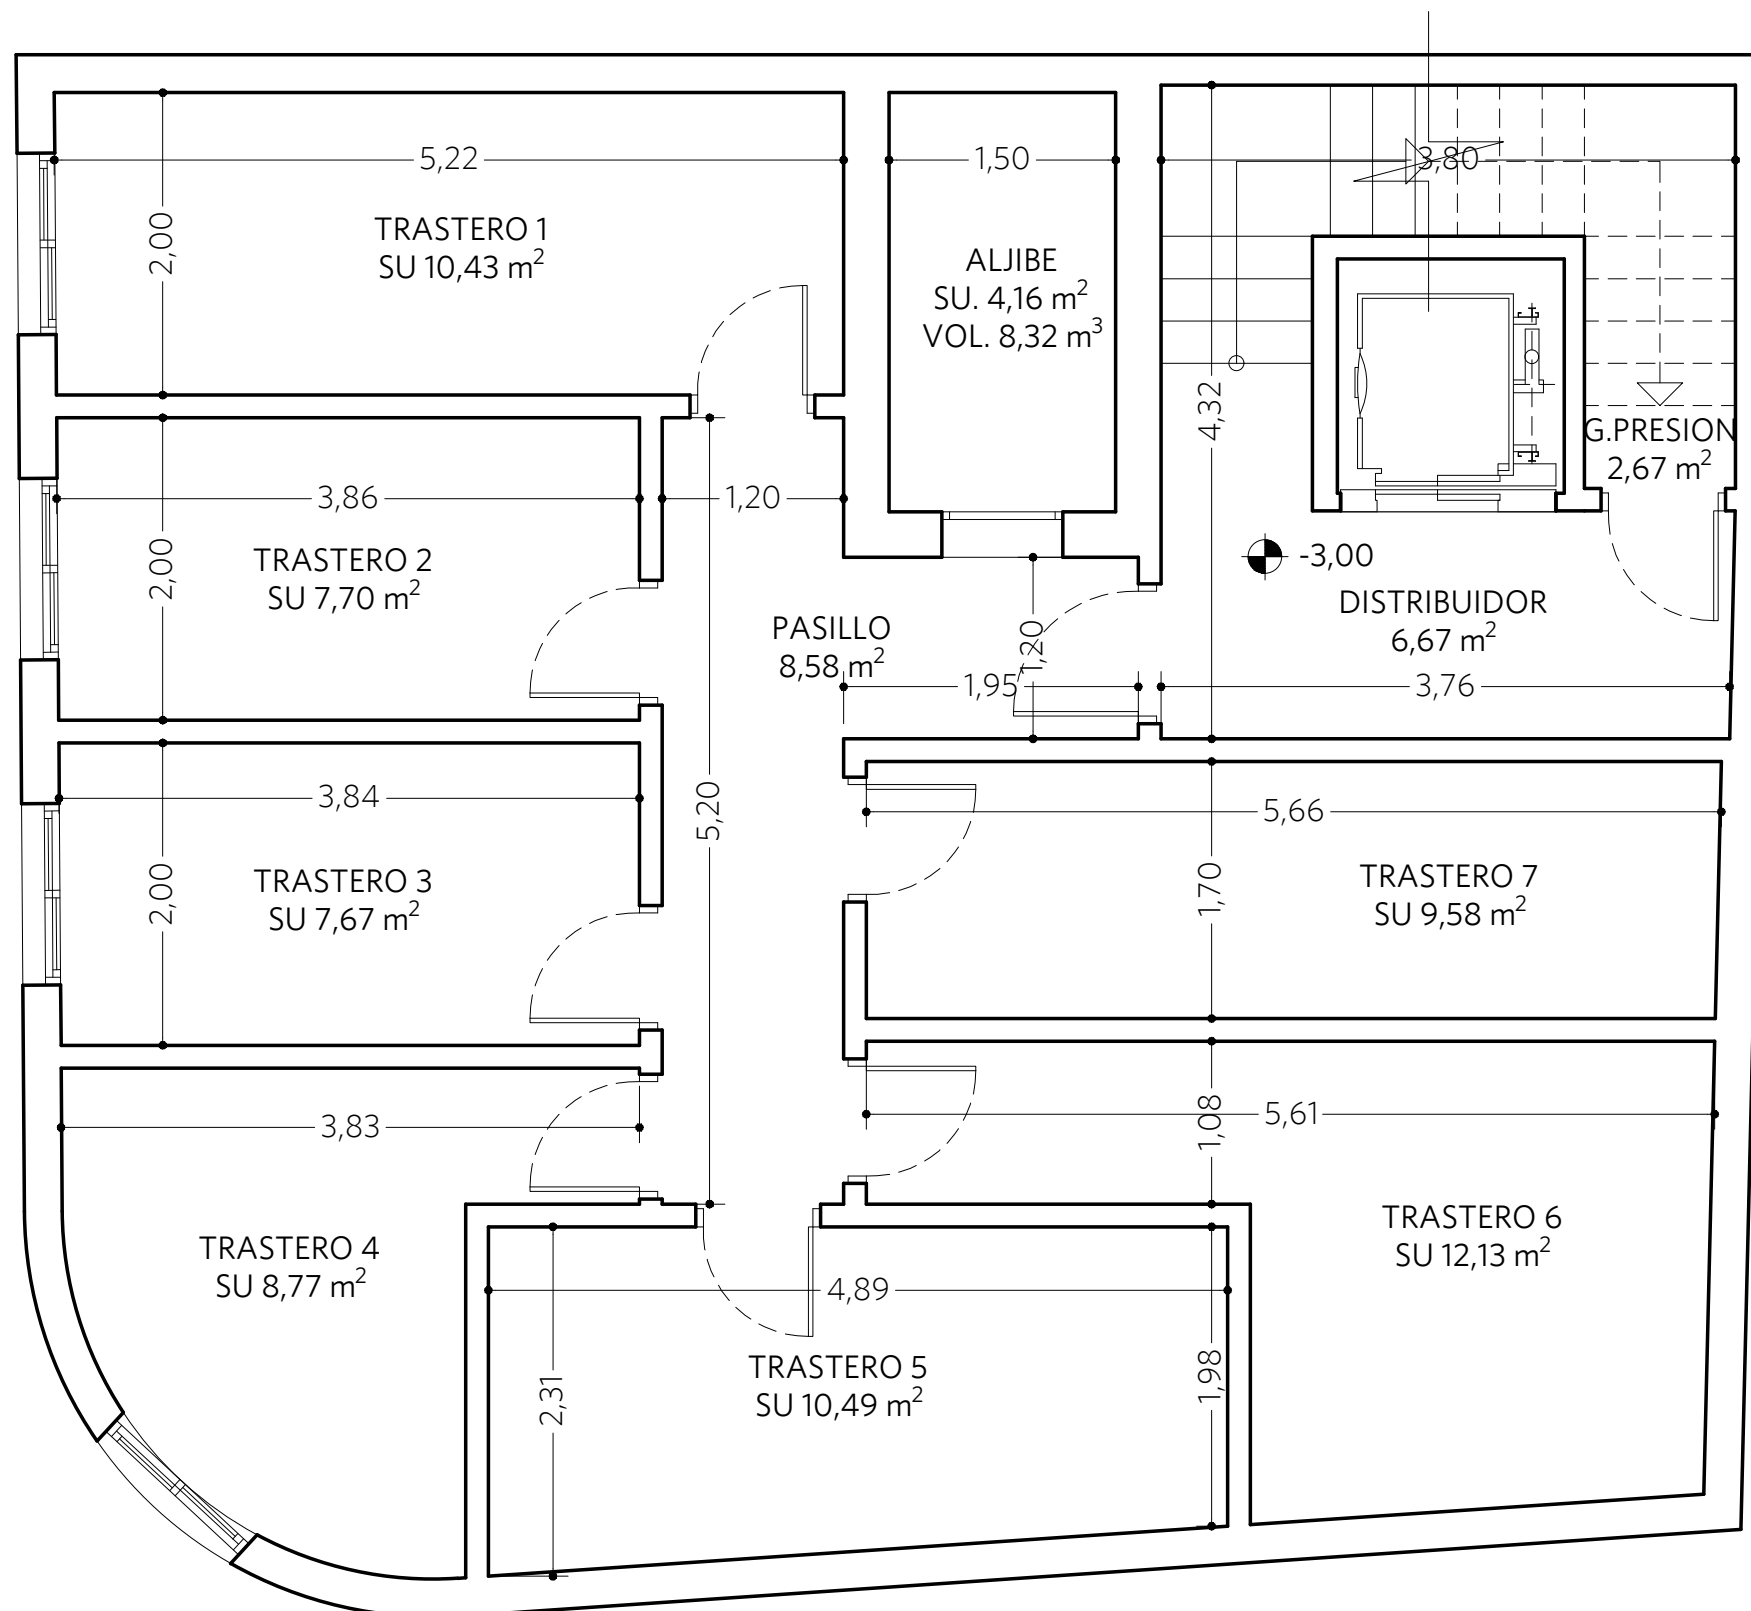 5,22
1,50
3,80
2,00
TRASTERO 1
SU 10,43 m²
ALJIBE
SU. 4,16 m²
VOL. 8,32 m³
4,32
G.PRESION
2,67 m²
3,86
1,20
2,00
TRASTERO 2
SU 7,70 m²
-3,00
DISTRIBUIDOR
6,67 m²
PASILLO
8,58 m²
1,20
1,95
3,76
3,84
5,20
5,66
2,00
TRASTERO 3
SU 7,67 m²
1,70
TRASTERO 7
SU 9,58 m²
3,83
1,08
5,61
TRASTERO 4
SU 8,77 m²
TRASTERO 6
SU 12,13 m²
4,89
2,31
TRASTERO 5
SU 10,49 m²
1,98